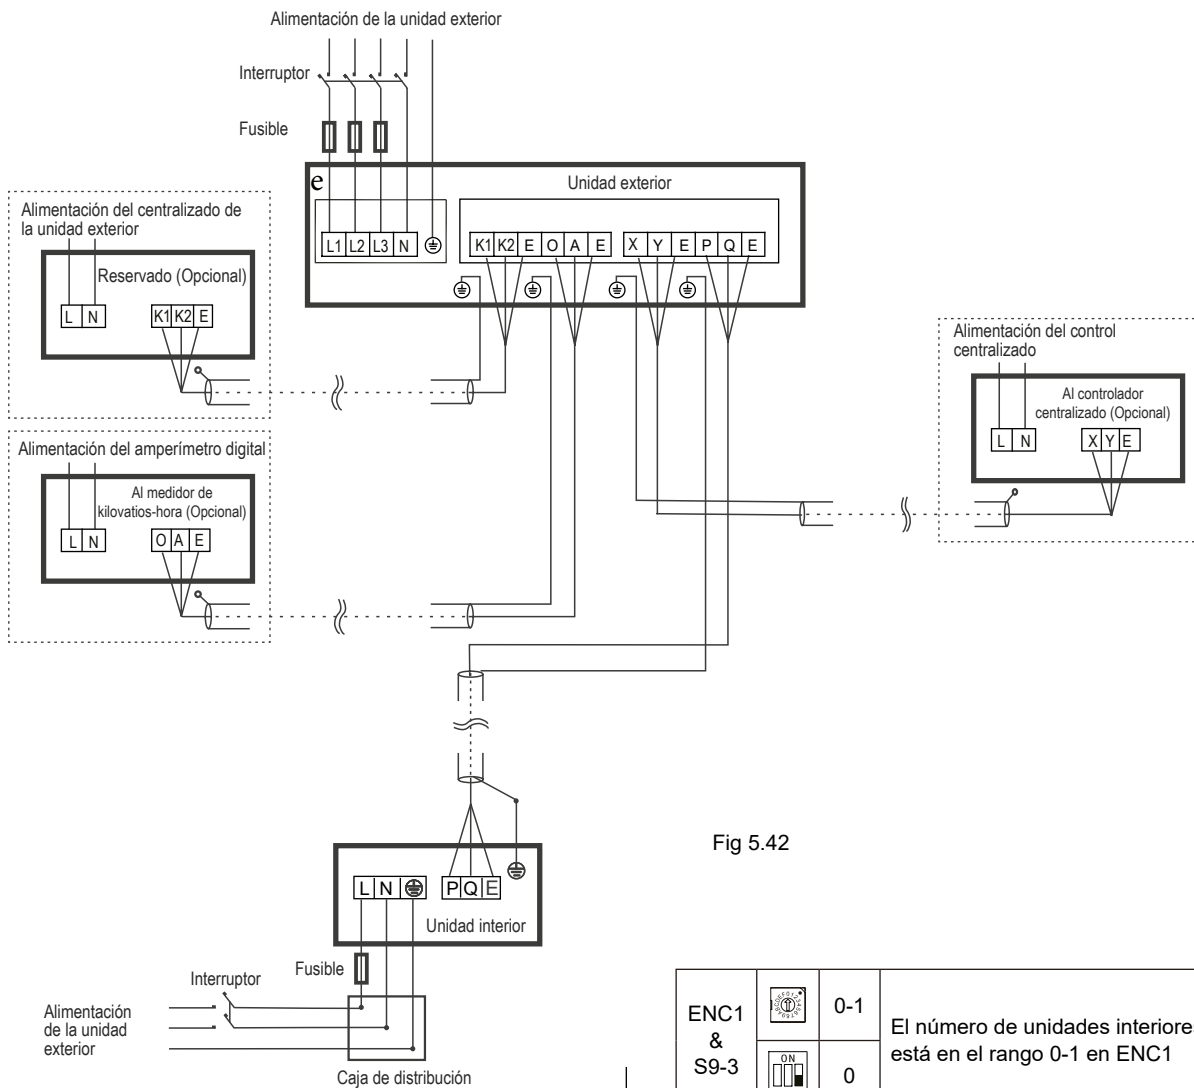 Alimentación de la unidad exterior
Interruptor
Fusible
e
Unidad exterior
L1 L2 L3 N
K1 K2 E O A E X Y E P Q E
Alimentación del centralizado de
la unidad exterior
Reservado (Opcional)
L N
K1 K2 E
Alimentación del control
centralizado
Al controlador
centralizado (Opcional)
L N
X Y E
Alimentación del amperímetro digital
Al medidor de
kilovatios-hora (Opcional)
L N
O A E
Fig 5.42
L N
P Q E
Unidad interior
Fusible
Interruptor
Alimentación
de la unidad
exterior
Caja de distribución
ENC1
&
S9-3
0-1
ON
0
El número de unidades interiores
está en el rango 0-1 en ENC1